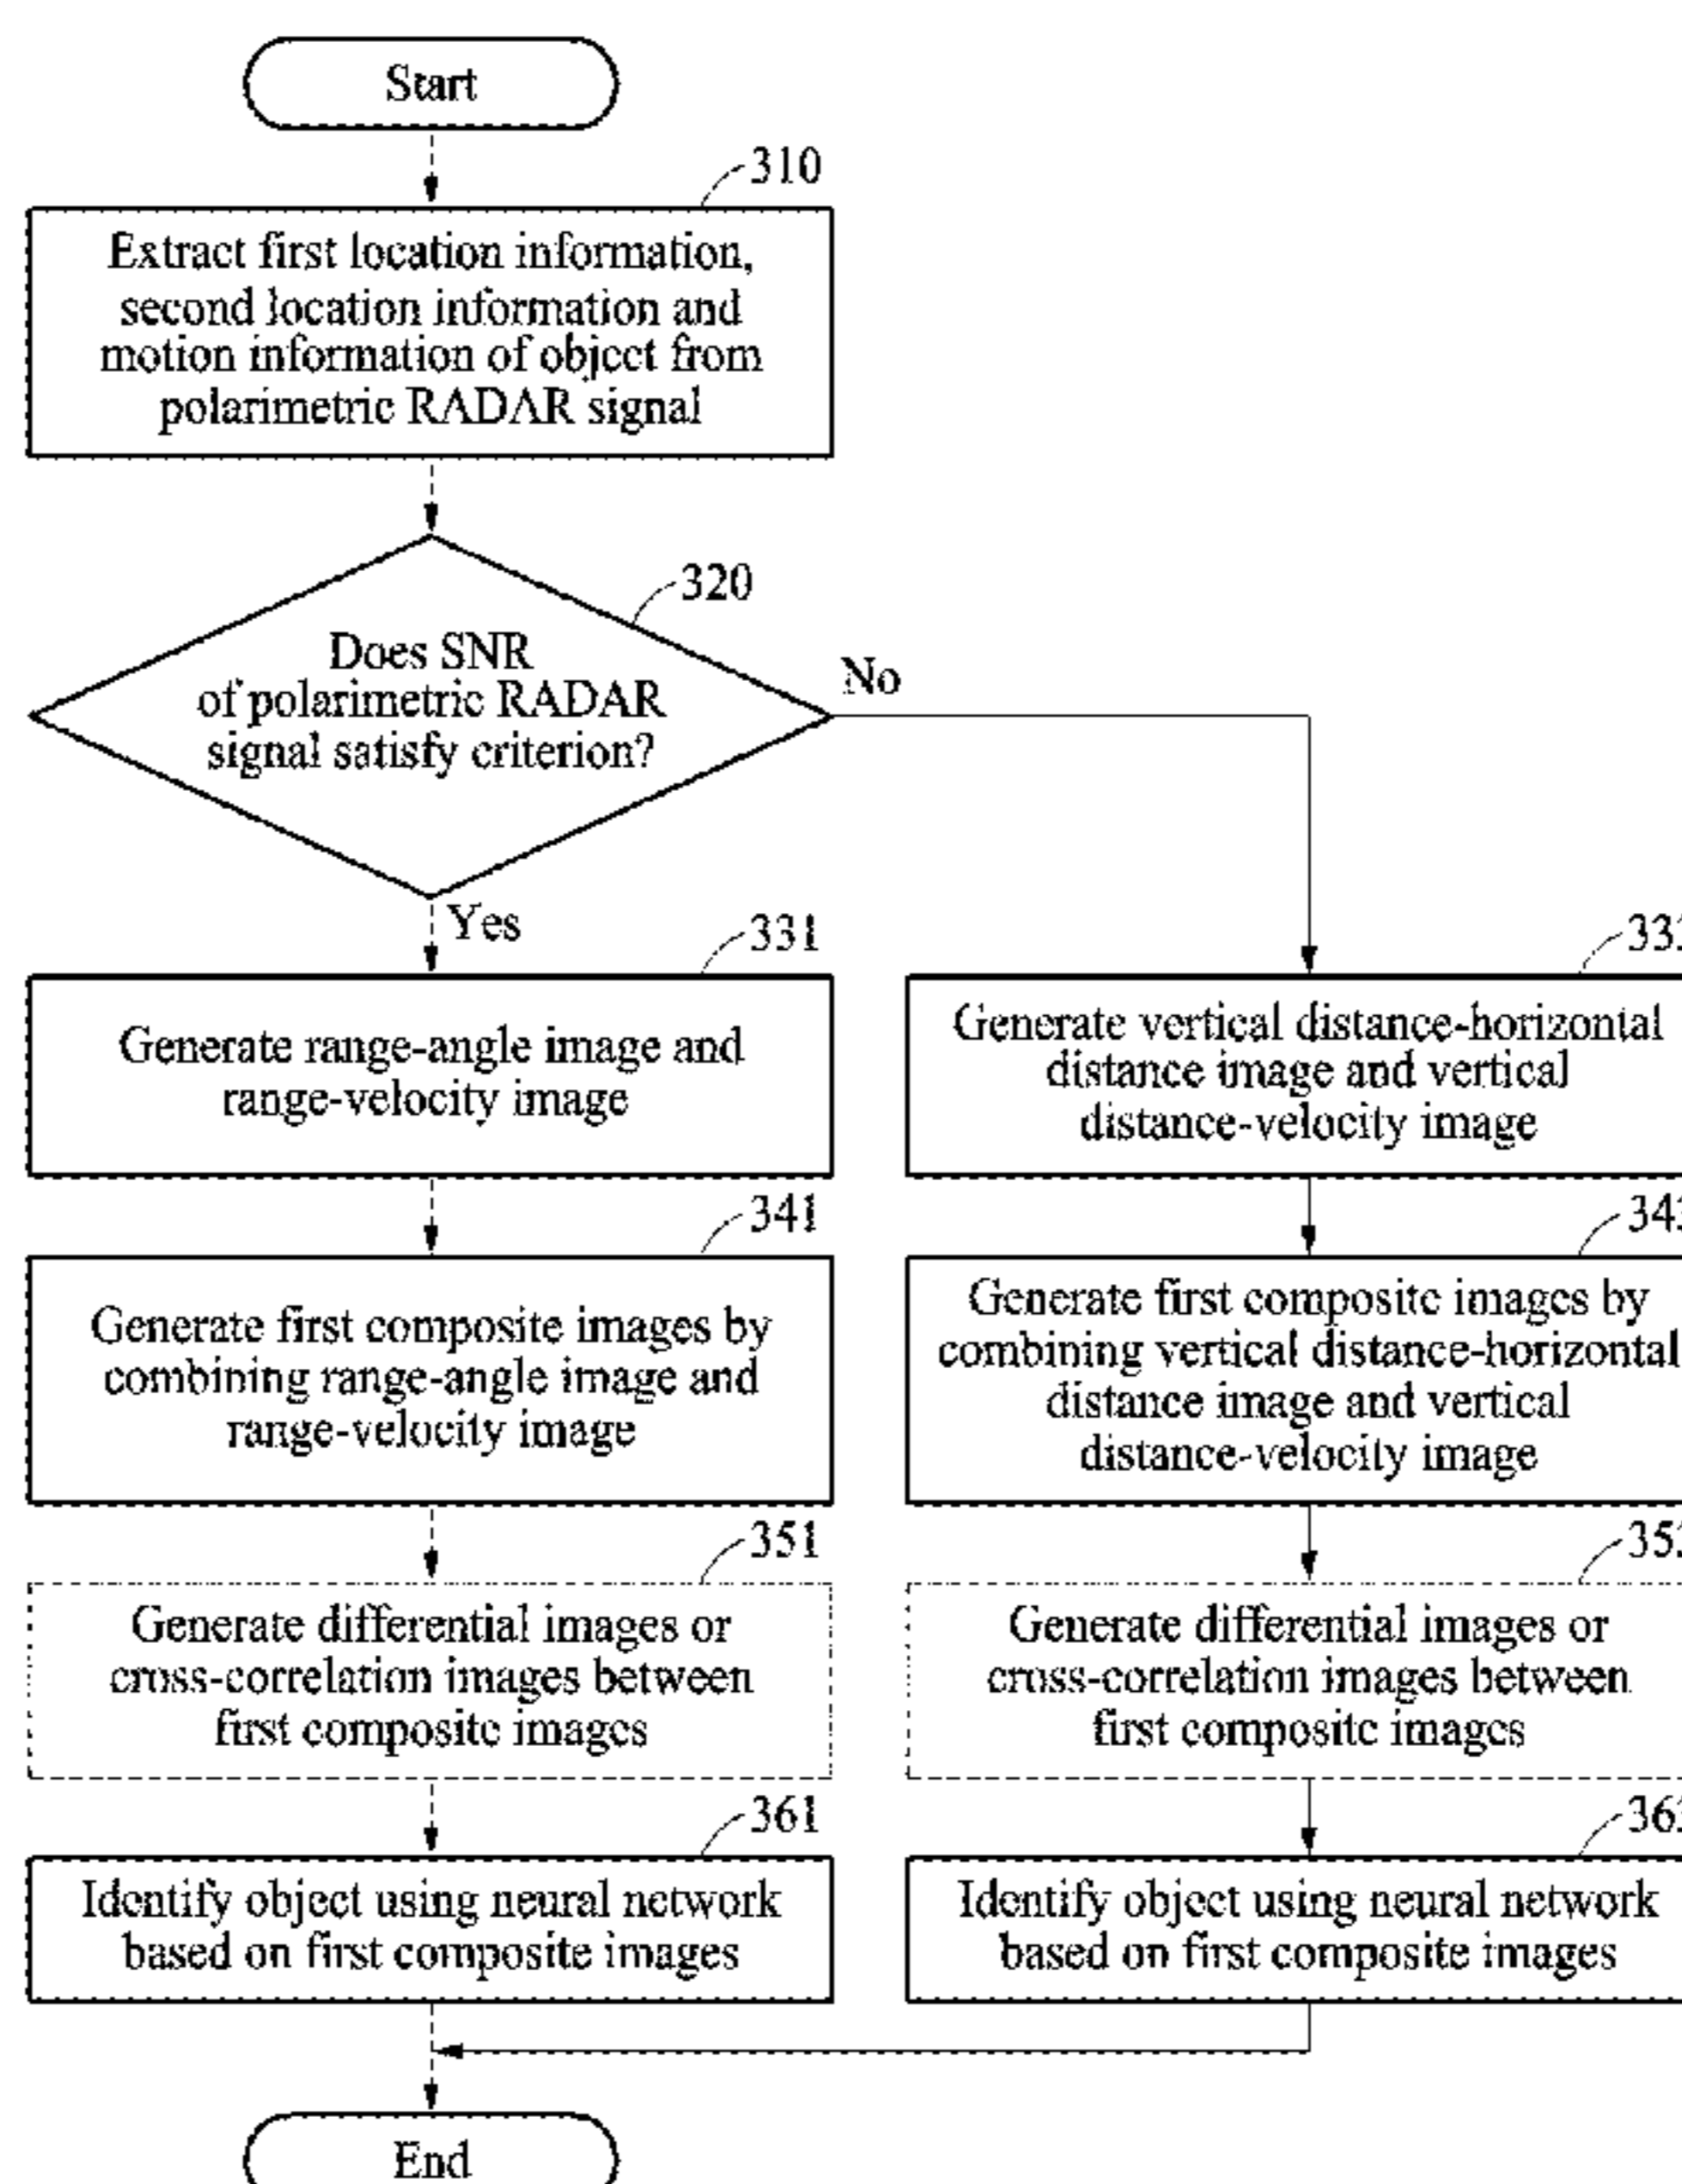 Start
310
Extract first location information,
second location information and
motion information of object from
polarimetric RADAR signal
320
Does SNR
of polarimetric RADAR
signal satisfy criterion?
No
Yes
331
Generate range-angle image and
range-velocity image
Generate vertical distance-horizontal
distance image and vertical
distance-velocity image
341
Generate first composite images by
combining range-angle image and
range-velocity image
Generate first composite images by
combining vertical distance-horizontal
distance image and vertical
distance-velocity image
351
Generate differential images or
cross-correlation images between
first composite images
Generate differential images or
cross-correlation images between
first composite images
361
Identify object using neural network
based on first composite images
Identify object using neural network
based on first composite images
End